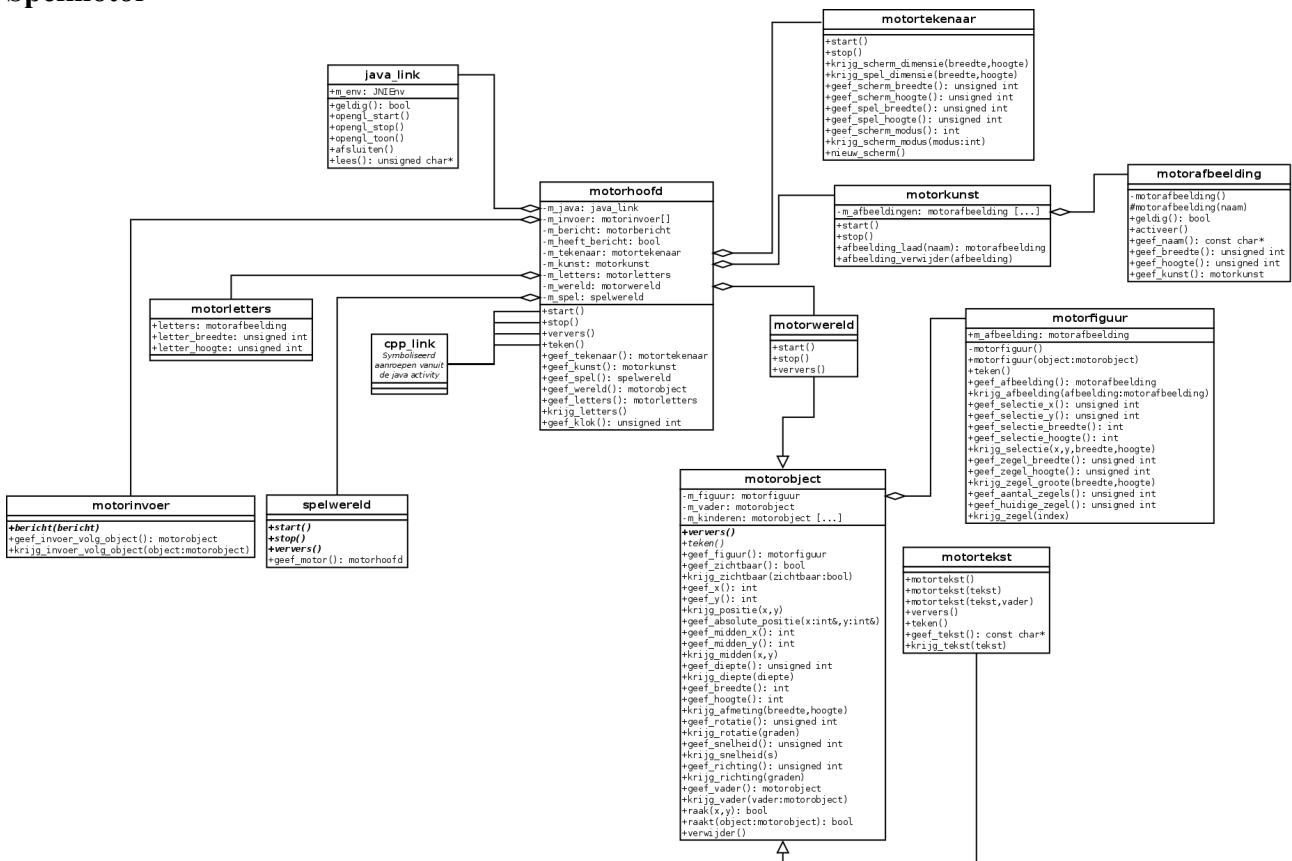 motortekenaar
+start()
+stop()
+krijg_scherm_dimensie(breedte,hoogte)
+krijg_spel_dimensie(breedte,hoogte)
+geef_scherm_breedte(): unsigned int
+geef_scherm_hoogte(): unsigned int
+geef_spel_breedte(): unsigned int
+geef_spel_hoogte(): unsigned int
+geef_scherm_modus(): int
+krijg_scherm_modus(modus:int)
+nieuw_scherm()
java_link
+m_env: JNIEnv
+geldig(): bool
+opengl_start()
+opengl_stop()
+opengl_toon()
+afsluiten()
+lees(): unsigned char*
motorhoofd
-m_java: java_link
-m_invoer: motorinvoer[]
-m_bericht: motorbericht
-m_heeft_bericht: bool
-m_tekenaar: motortekenaar
-m_kunst: motorkunst
-m_letters: motorletters
-m_wereld: motorwereld
-m_spel: spelwereld
+start()
+stop()
+ververs()
+teken()
+geef_tekenaar(): motortekenaar
+geef_kunst(): motorkunst
+geef_spel(): spelwereld
+geef_wereld(): motorobject
+geef_letters(): motorletters
+krijg_letters()
+geef_klok(): unsigned int
motorkunst
-m_afbeeldingen: motorafbeelding [...]
+start()
+stop()
+afbeelding_laad(naam): motorafbeelding
+afbeelding_verwijder(afbeelding)
motorafbeelding
-motorafbeelding()
#motorafbeelding(naam)
+geldig(): bool
+activeer()
+geef_naam(): const char*
+geef_breedte(): unsigned int
+geef_hoogte(): unsigned int
+geef_kunst(): motorkunst
motorletters
+letters: motorafbeelding
+letter_breedte: unsigned int
+letter_hoogte: unsigned int
cpp_link
Symboliseerd
aanroepen vanuit
de java activity
motorwereld
+start()
+stop()
+ververs()
motorfiguur
+m_afbeelding: motorafbeelding
-motorfiguur()
+motorfiguur(object:motorobject)
+teken()
+geef_afbeelding(): motorafbeelding
+krijg_afbeelding(afbeelding:motorafbeelding)
+geef_selectie_x(): unsigned int
+geef_selectie_y(): unsigned int
+geef_selectie_breedte(): int
+geef_selectie_hoogte(): int
+krijg_selectie(x,y,breedte,hoogte)
+geef_zegel_breedte(): unsigned int
+geef_zegel_hoogte(): unsigned int
+krijg_zegel_groote(breedte,hoogte)
+geef_aantal_zegels(): unsigned int
+geef_huidige_zegel(): unsigned int
+krijg_zegel(index)
motorinvoer
+bericht(bericht)
+geef_invoer_volg_object(): motorobject
+krijg_invoer_volg_object(object:motorobject)
spelwereld
+start()
+stop()
+ververs()
+geef_motor(): motorhoofd
motorobject
-m_figuur: motorfiguur
-m_vader: motorobject
-m_kinderen: motorobject [...]
+ververs()
+teken()
+geef_figuur(): motorfiguur
+geef_zichtbaar(): bool
+krijg_zichtbaar(zichtbaar:bool)
+geef_x(): int
+geef_y(): int
+krijg_positie(x,y)
+geef_absolute_positie(x:int&,y:int&)
+geef_midden_x(): int
+geef_midden_y(): int
+krijg_midden(x,y)
+geef_diepte(): unsigned int
+krijg_diepte(diepte)
+geef_breedte(): int
+geef_hoogte(): int
+krijg_afmeting(breedte,hoogte)
+geef_rotatie(): unsigned int
+krijg_rotatie(graden)
+geef_snelheid(): unsigned int
+krijg_snelheid(s)
+geef_richting(): unsigned int
+krijg_richting(graden)
+geef_vader(): motorobject
+krijg_vader(vader:motorobject)
+raak(x,y): bool
+raakt(object:motorobject): bool
+verwijder()
motortekst
+motortekst()
+motortekst(tekst)
+motortekst(tekst,vader)
+ververs()
+teken()
+geef_tekst(): const char*
+krijg_tekst(tekst)